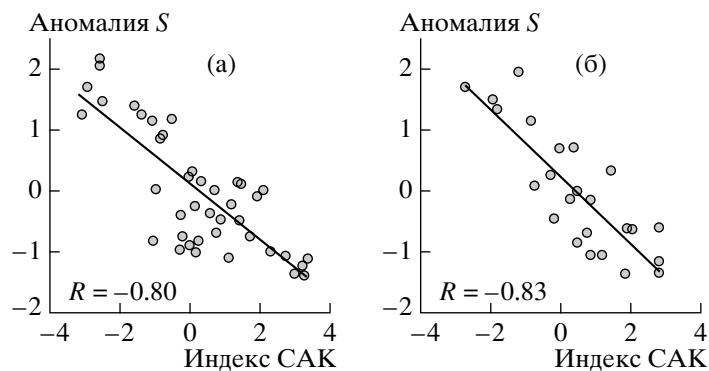 Аномалия S
Аномалия S
2
(а)
2
(б)
1
1
0
0
−1
−1
−2
R = −0.80
−2
R = −0.83
−4
−2
0
2
4
−4
−2
0
2
4
Индекс САК
Индекс САК